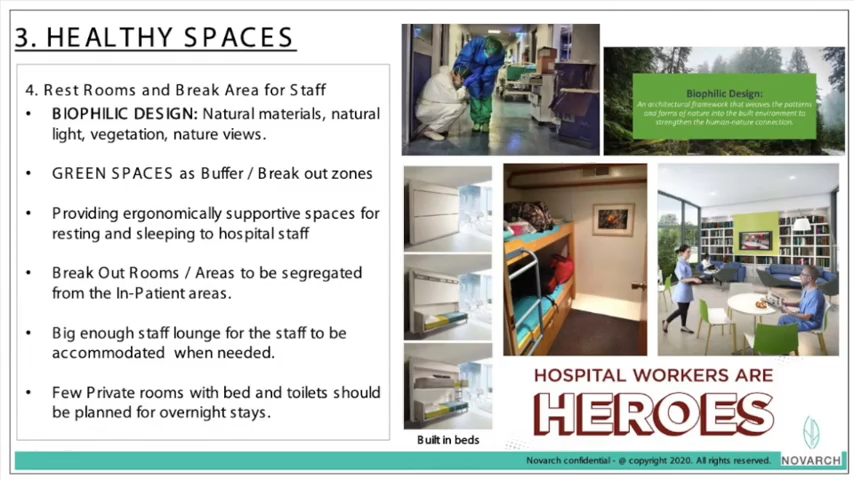 3. HEALTHY SPACES
4. Rest Rooms and Break Area for Staff
• BIOPHILIC DESIGN: Natural materials, natural
light, vegetation, nature views.
• GREEN SPACES as Buffer / Break out zones
• Providing ergonomically supportive spaces for
resting and sleeping to hospital staff
• Break Out Rooms / Areas to be segregated
from the In-Patient areas.
• Big enough staff lounge for the staff to be
accommodated when needed.
• Few Private rooms with bed and toilets should
be planned for overnight stays.
Biophilic Design:
An architectural framework that weaves the patterns
and forms of nature into the built environment to
strengthen the human-nature connection.
Built in beds
HOSPITAL WORKERS ARE
HEROES
Novarch confidential - @ copyright 2020. All rights reserved.
NOVARCH